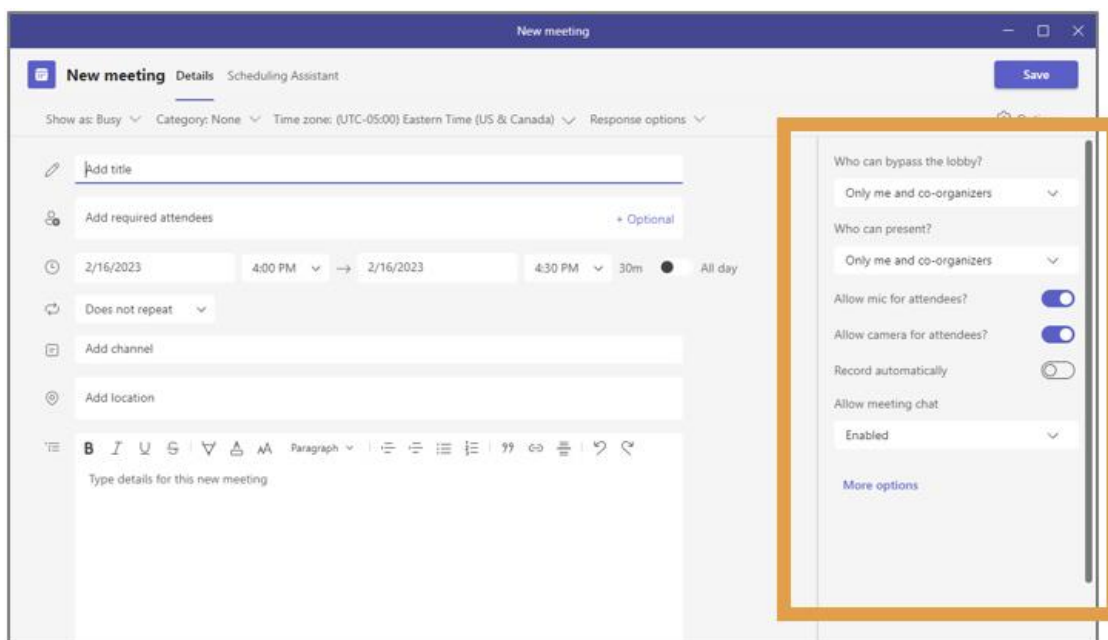 New meeting
New meeting Details Scheduling Assistant Save
Show as: Busy Category: None Time zone: (UTC-05:00) Eastern Time (US & Canada) Response options
Add title
Add required attendees + Optional
2/16/2023 4:00 PM → 2/16/2023 4:30 PM 30m All day
Does not repeat
Add channel
Add location
B I U S AA Paragraph
Type details for this new meeting
Who can bypass the lobby?
Only me and co-organizers
Who can present?
Only me and co-organizers
Allow mic for attendees?
Allow camera for attendees?
Record automatically
Allow meeting chat
Enabled
More options